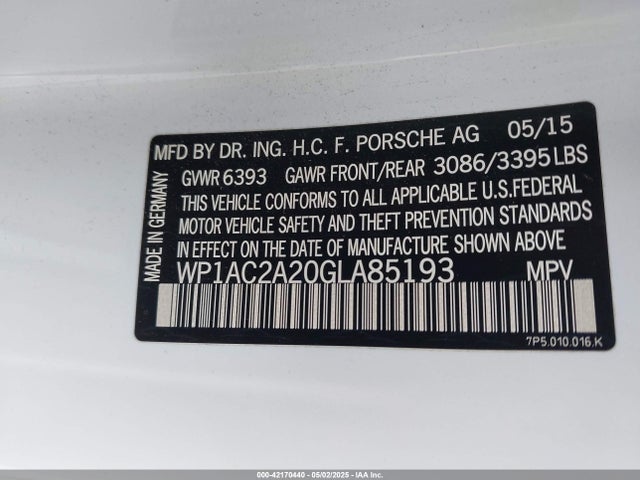 MFD BY DR. ING. H.C. F. PORSCHE AG 05/15
GVWR 6393 GAWR FRONT/REAR 3086/3395 LBS
THIS VEHICLE CONFORMS TO ALL APPLICABLE U.S. FEDERAL
MOTOR VEHICLE SAFETY AND THEFT PREVENTION STANDARDS
IN EFFECT ON THE DATE OF MANUFACTURE SHOWN ABOVE
WP1AC2A20GLA85193 MPV
MADE IN GERMANY
7P5.010.016.K
000-42170440 - 05/02/2025 - IAA Inc.